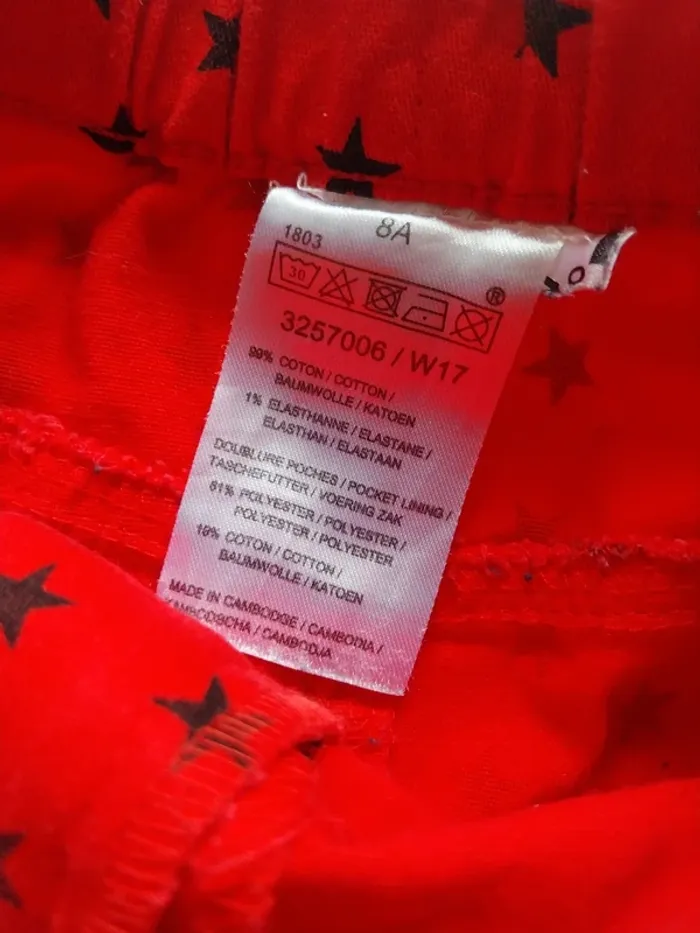 8A
1803
30
®
3257006 / W17
99% COTON / COTTON /
BAUMWOLLE / KATOEN
1% ELASTHANNE / ELASTANE /
ELASTHAN / ELASTAAN
DOUBLURE POCHES / POCKET LINING /
TASCHEFUTTER / VOERING ZAK
81% POLYESTER / POLYESTER /
POLYESTER / POLYESTER
19% COTON / COTTON /
BAUMWOLLE / KATOEN
MADE IN CAMBODGE / CAMBODIA /
KAMBODSCHA / CAMBODJA